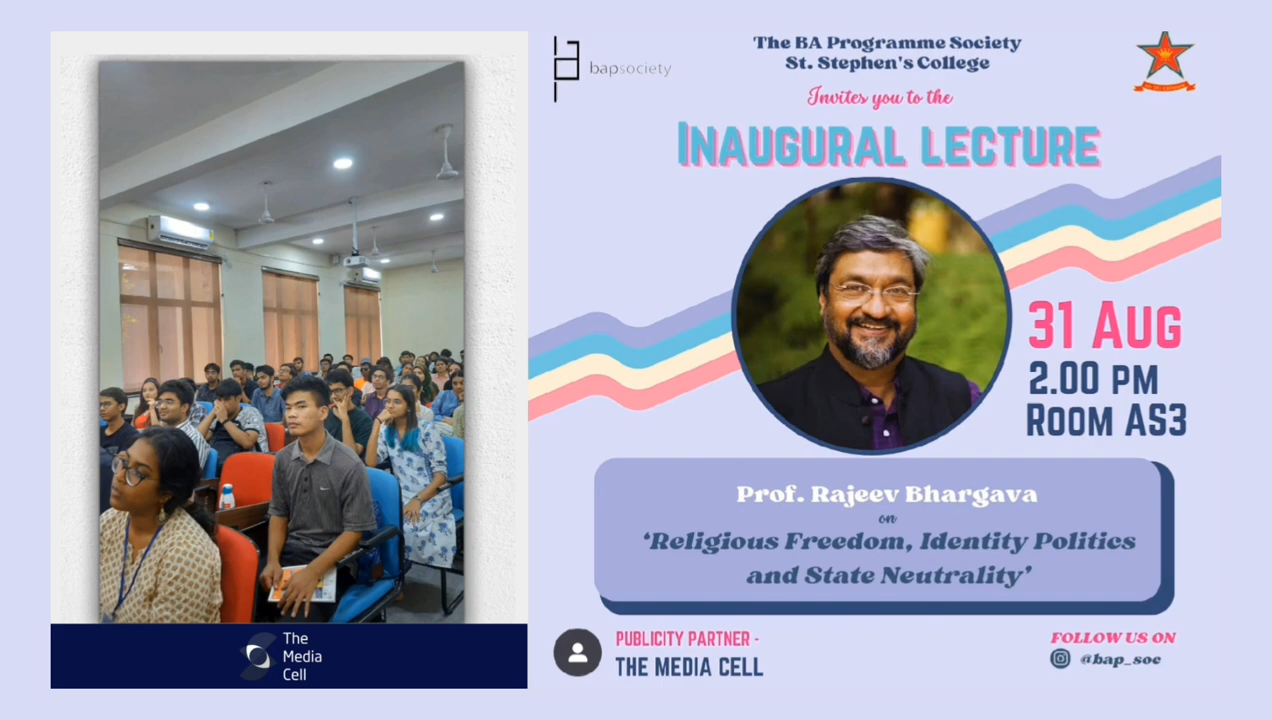 The
Media
Cell
bapsociety
The BA Programme Society
St. Stephen's College
Invites you to the
INAUGURAL LECTURE
31 AUG
2.00 PM
ROOM AS3
Prof. Rajeev Bhargava
on
‘Religious Freedom, Identity Politics
and State Neutrality’
PUBLICITY PARTNER -
THE MEDIA CELL
FOLLOW US ON
@bap_soc